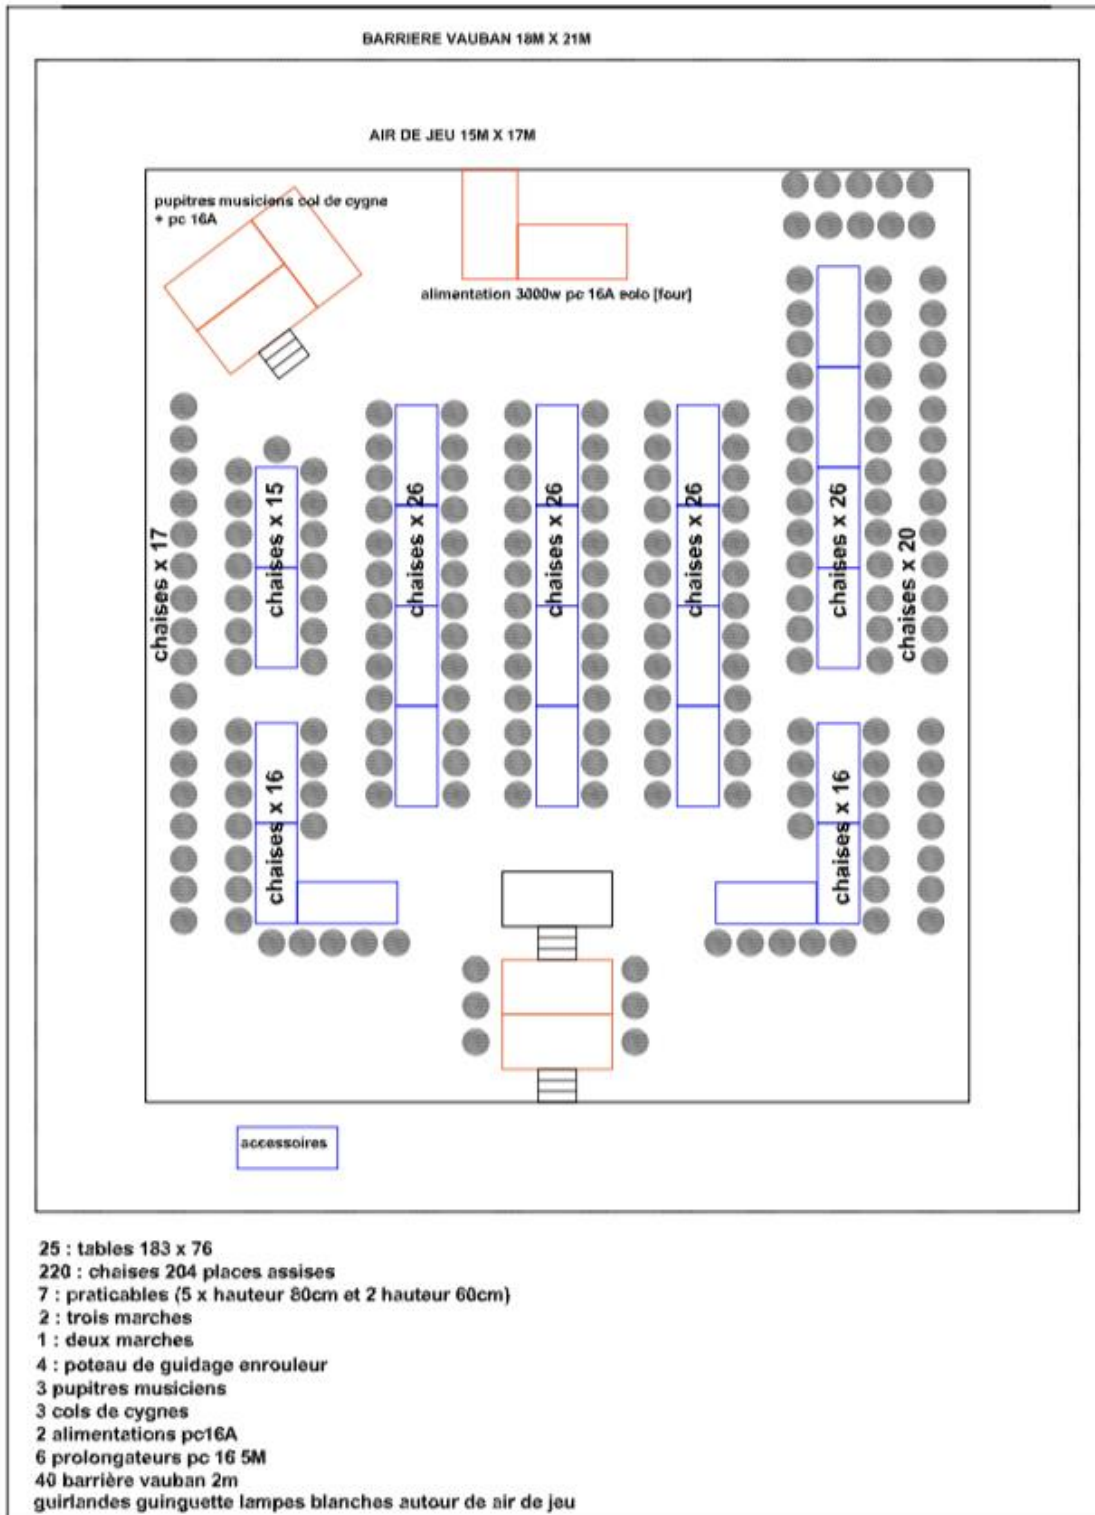 BARRIERE VAUBAN 18M X 21M
AIR DE JEU 15M X 17M
pupitres musiciens col de cygne
+ pc 16A
alimentation 3000w pc 16A solo [four]
chaises x 17
chaises x 15
chaises x 26
chaises x 26
chaises x 26
chaises x 26
chaises x 20
chaises x 16
chaises x 16
accessoires
25 : tables 183 x 76
220 : chaises 204 places assises
7 : praticables (5 x hauteur 80cm et 2 hauteur 60cm)
2 : trois marches
1 : deux marches
4 : poteau de guidage enrouleur
3 pupitres musiciens
3 cols de cygnes
2 alimentations pc16A
6 prolongateurs pc 16 5M
40 barrière vauban 2m
guirlandes guinguette lampes blanches autour de air de jeu